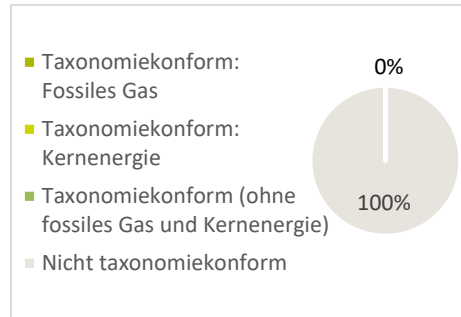 Taxonomiekonform:
Fossiles Gas
Taxonomiekonform:
Kernenergie
Taxonomiekonform (ohne
fossiles Gas und Kernenergie)
Nicht taxonomiekonform
0%
100%